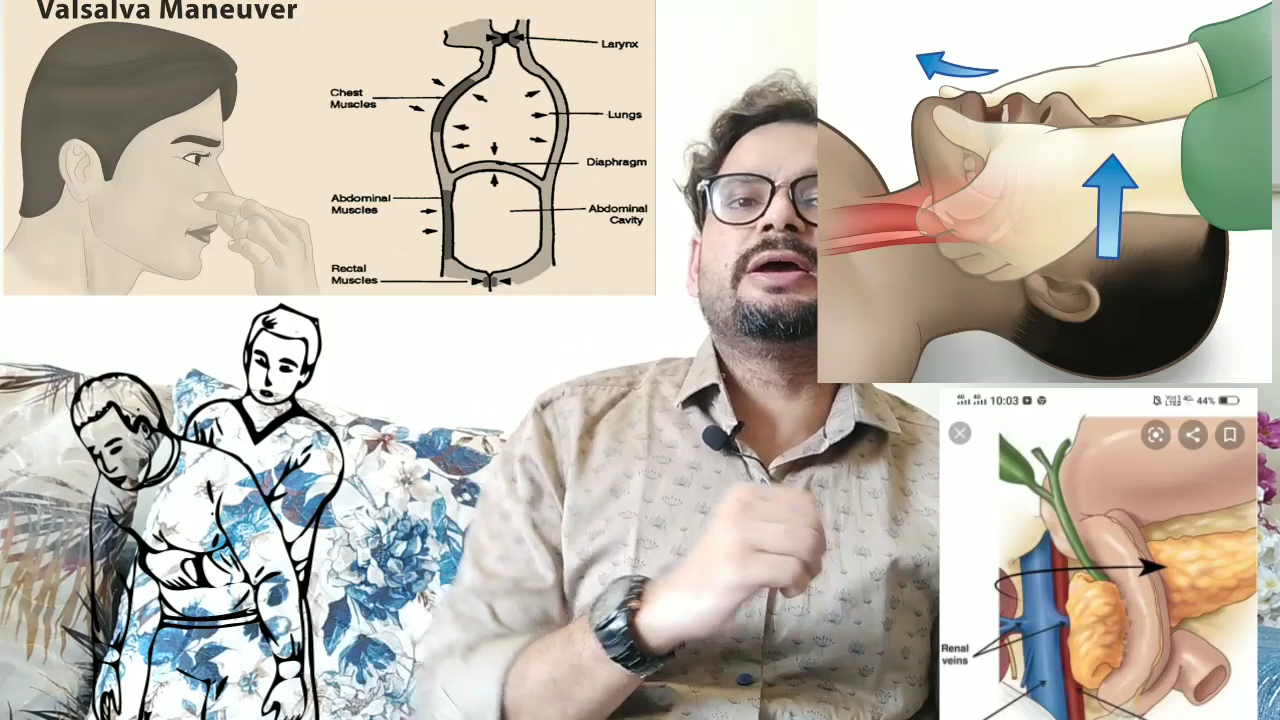 Valsalva Maneuver
Larynx
Chest
Muscles
Lungs
Diaphragm
Abdominal
Muscles
Abdominal
Cavity
Rectal
Muscles
10:03
44%
Renal
veins